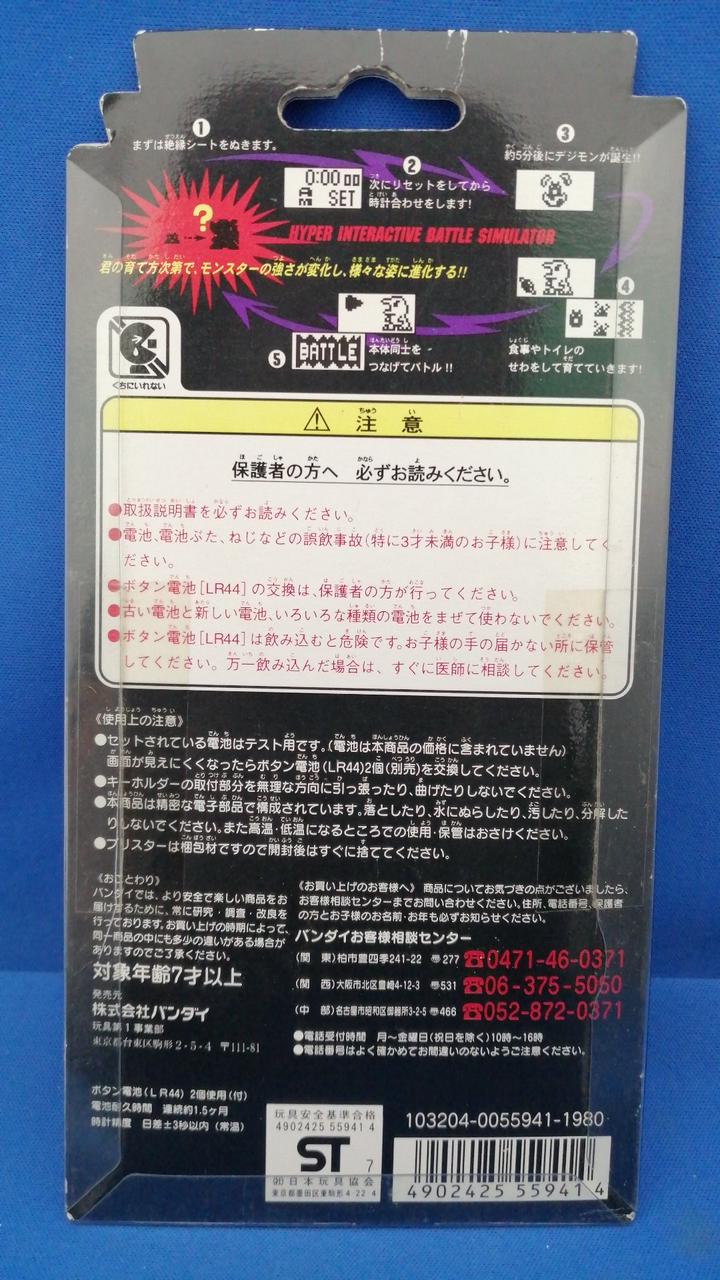 ①
まずは絶縁シートをぬきます。
②
0:00 00
AM SET
次にリセットをしてから
時計合わせをします!
③
約5分後にデジモンが誕生!!
?
HYPER INTERACTIVE BATTLE SIMULATOR
君の育て方次第で、モンスターの強さが変化し、様々な姿に進化する!!
④
食事やトイレの
せわをして育てていきます!
⑤
BATTLE
本体同士を
つなげてバトル!!
くちにいれない
⚠ 注意
保護者の方へ 必ずお読みください。
●取扱説明書を必ずお読みください。
●電池、電池ぶた、ねじなどの誤飲事故(特に3才未満のお子様)に注意してく
ださい。
●ボタン電池[LR44]の交換は、保護者の方が行ってください。
●古い電池と新しい電池、いろいろな種類の電池をまぜて使わないでください。
●ボタン電池[LR44]は飲み込むと危険です。お子様の手の届かない所に保管
してください。万一飲み込んだ場合は、すぐに医師に相談してください。
《使用上の注意》
●セットされている電池はテスト用です。(電池は本商品の価格に含まれていません)
画面が見えにくくなったらボタン電池(LR44)2個(別売)を交換してください。
●キーホルダーの取付部分を無理な方向に引っ張ったり、曲げたりしないでください。
●本商品は精密な電子部品で構成されています。落としたり、水にぬらしたり、汚したり、分解した
りしないでください。また高温・低温になるところでの使用・保管はおさけください。
●ブリスターは梱包材ですので開封後はすぐに捨ててください。
《おことわり》
バンダイでは、より安全で楽しい商品をお
届けするために、常に研究・調査・改良を
行っております。お買い上げの時期によって、
同一商品の中にも多少の違いがある場合が
ありますのでご了承ください。
対象年齢7才以上
発売元
株式会社バンダイ
玩具第1事業部
東京都台東区駒形2-5-4 〒111-81
《お買い上げのお客様へ》 商品についてお気づきの点がございましたら、
お客様相談センターまでお問い合わせください。住所、電話番号、保護者
の方とお子様のお名前・お年も必ずお知らせください。
バンダイお客様相談センター
(関 東)柏市豊四季241-22 〒277 ☎0471-46-0371
(関 西)大阪市北区豊崎4-12-3 〒531 ☎06-375-5050
(中 部)名古屋市昭和区御器所3-2-5 〒466 ☎052-872-0371
●電話受付時間 月~金曜日(祝日を除く)10時~16時
●電話番号はよく確かめてお間違いのないようご注意ください。
ボタン電池(LR44) 2個使用(付)
電池耐久時間 連続約1.5ヶ月
時計精度 日差±3秒以内(常温)
玩具安全基準合格
4902425 55941 4
ST 7
㈳日本玩具協会
東京都墨田区東駒形4-22-4
103204-0055941-1980
4902425 559414